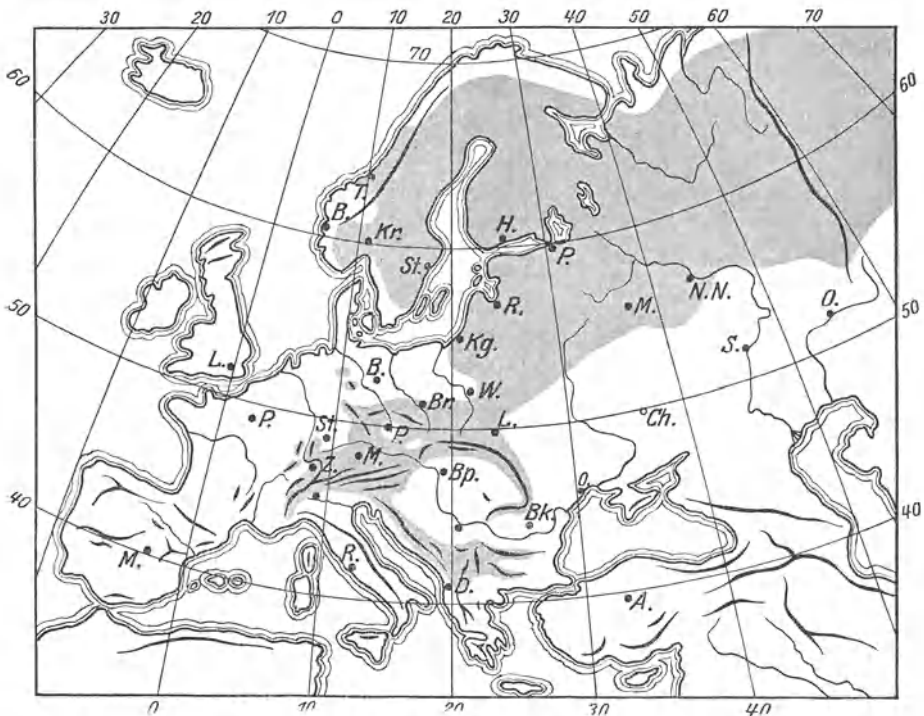 30 20 10 0 10 20 30 40 50 60 70
70
60 60
T.
B.
Kr.
H.
P.
St.
N.N.
50 50
R.
M.
O.
Kg.
S.
L.
B.
W.
Br.
P.
St.
P.
L.
Ch.
Z.
M.
Bp.
O.
40 40
Bk.
M.
R.
D.
A.
0 10 20 30 40